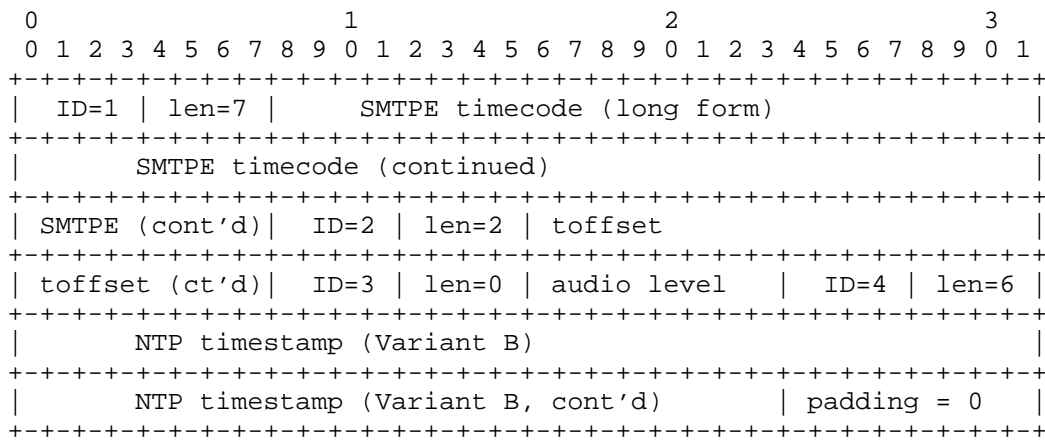 0                   1                   2                   3
 0 1 2 3 4 5 6 7 8 9 0 1 2 3 4 5 6 7 8 9 0 1 2 3 4 5 6 7 8 9 0 1
+-+-+-+-+-+-+-+-+-+-+-+-+-+-+-+-+-+-+-+-+-+-+-+-+-+-+-+-+-+-+-+-+
|  ID=1 | len=7 |     SMTPE timecode (long form)                |
+-+-+-+-+-+-+-+-+-+-+-+-+-+-+-+-+-+-+-+-+-+-+-+-+-+-+-+-+-+-+-+-+
|       SMTPE timecode (continued)                              |
+-+-+-+-+-+-+-+-+-+-+-+-+-+-+-+-+-+-+-+-+-+-+-+-+-+-+-+-+-+-+-+-+
| SMTPE (cont'd)|  ID=2 | len=2 | toffset                       |
+-+-+-+-+-+-+-+-+-+-+-+-+-+-+-+-+-+-+-+-+-+-+-+-+-+-+-+-+-+-+-+-+
| toffset (ct'd)|  ID=3 | len=0 | audio level   |  ID=4 | len=6 |
+-+-+-+-+-+-+-+-+-+-+-+-+-+-+-+-+-+-+-+-+-+-+-+-+-+-+-+-+-+-+-+-+
|       NTP timestamp (Variant B)                               |
+-+-+-+-+-+-+-+-+-+-+-+-+-+-+-+-+-+-+-+-+-+-+-+-+-+-+-+-+-+-+-+-+
|       NTP timestamp (Variant B, cont'd)       | padding = 0   |
+-+-+-+-+-+-+-+-+-+-+-+-+-+-+-+-+-+-+-+-+-+-+-+-+-+-+-+-+-+-+-+-+